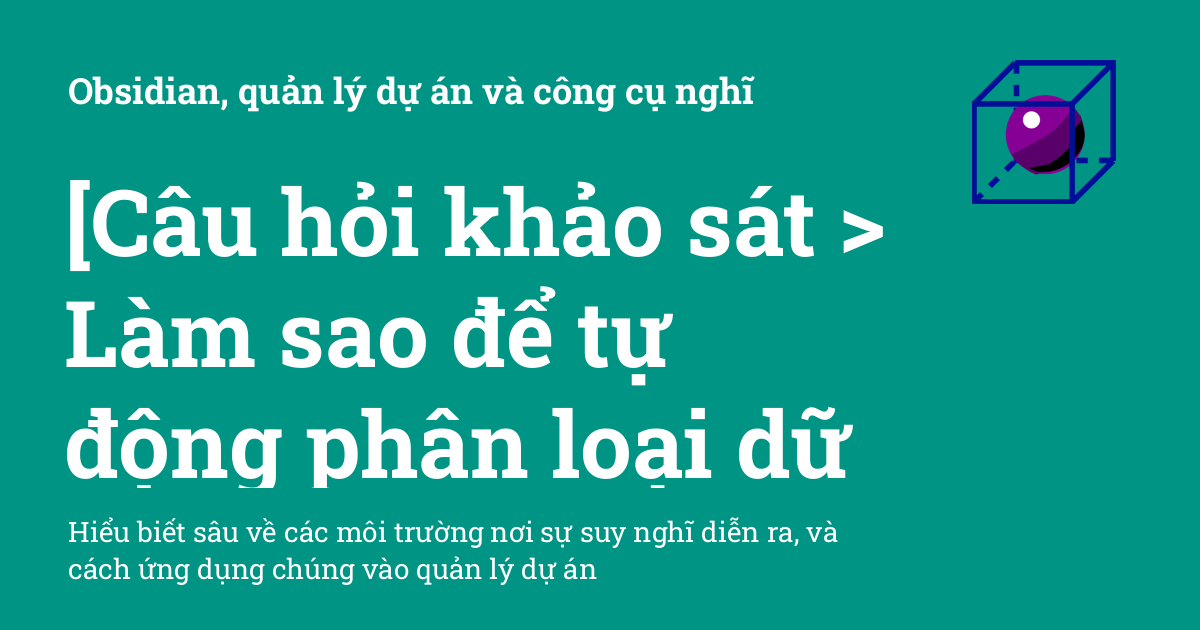 Obsidian, quản lý dự án và công cụ nghĩ
[Câu hỏi khảo sát >
Làm sao để tự
động phân loại dữ
Hiểu biết sâu về các môi trường nơi sự suy nghĩ diễn ra, và
cách ứng dụng chúng vào quản lý dự án